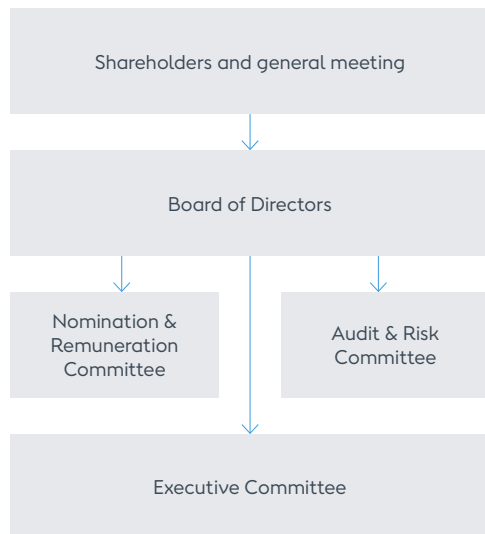 Shareholders and general meeting
Board of Directors
Nomination &
Remuneration
Committee
Audit & Risk
Committee
Executive Committee